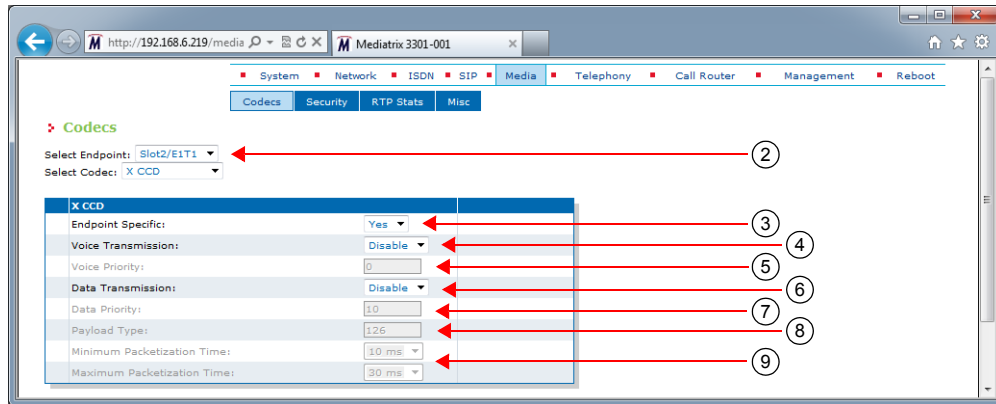 http://192.168.6.219/media
Mediatrix 3301-001
System Network ISDN SIP Media Telephony Call Router Management Reboot
Codecs Security RTP Stats Misc
Codecs
Select Endpoint: Slot2/E1T1 2
Select Codec: X CCD
X CCD
Endpoint Specific: Yes 3
Voice Transmission: Disable 4
Voice Priority: 0 5
Data Transmission: Disable 6
Data Priority: 10 7
Payload Type: 126 8
Minimum Packetization Time: 10 ms
9
Maximum Packetization Time: 30 ms